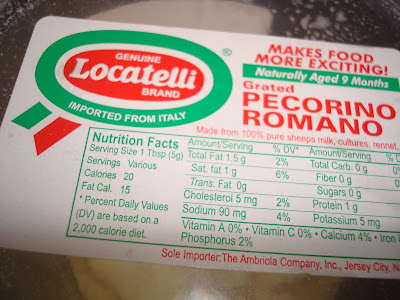 GENUINE
Locatelli®
BRAND
IMPORTED FROM ITALY
MAKES FOOD
MORE EXCITING!
Naturally Aged 9 Months
Grated
PECORINO
ROMANO
Made from 100% pure sheeps milk, cultures, rennet,
Nutrition Facts
Serving Size 1 Tbsp (5g)
Servings Various
Calories 20
Fat Cal. 15
* Percent Daily Values
(DV) are based on a
2,000 calorie diet.
Amount/Serving % DV*
Total Fat 1.5 g 2%
Sat. fat 1 g 6%
Trans. Fat 0g
Cholesterol 5 mg 2%
Sodium 90 mg 4%
Amount/Serving %
Total Carb. 0 g
Fiber 0 g
Sugars 0 g
Protein 1 g
Potassium 5 mg
Vitamin A 0% • Vitamin C 0% • Calcium 4% • Iron
Phosphorus 2%
Sole Importer:The Ambriola Company, Inc., Jersey City, N